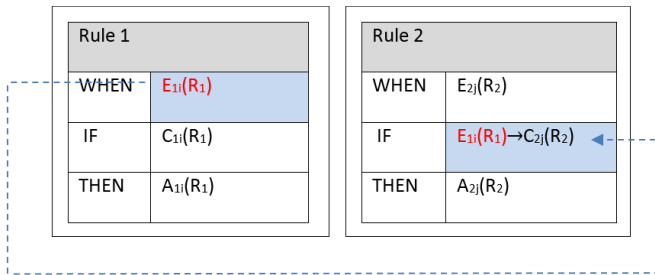 Rule 1
WHEN E₁ᵢ(R₁)
IF C₁ᵢ(R₁)
THEN A₁ᵢ(R₁)
Rule 2
WHEN E₂ⱼ(R₂)
IF E₁ᵢ(R₁)→C₂ⱼ(R₂)
THEN A₂ⱼ(R₂)